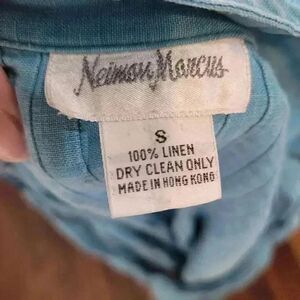 Neiman Marcus
S
100% LINEN
DRY CLEAN ONLY
MADE IN HONG KONG